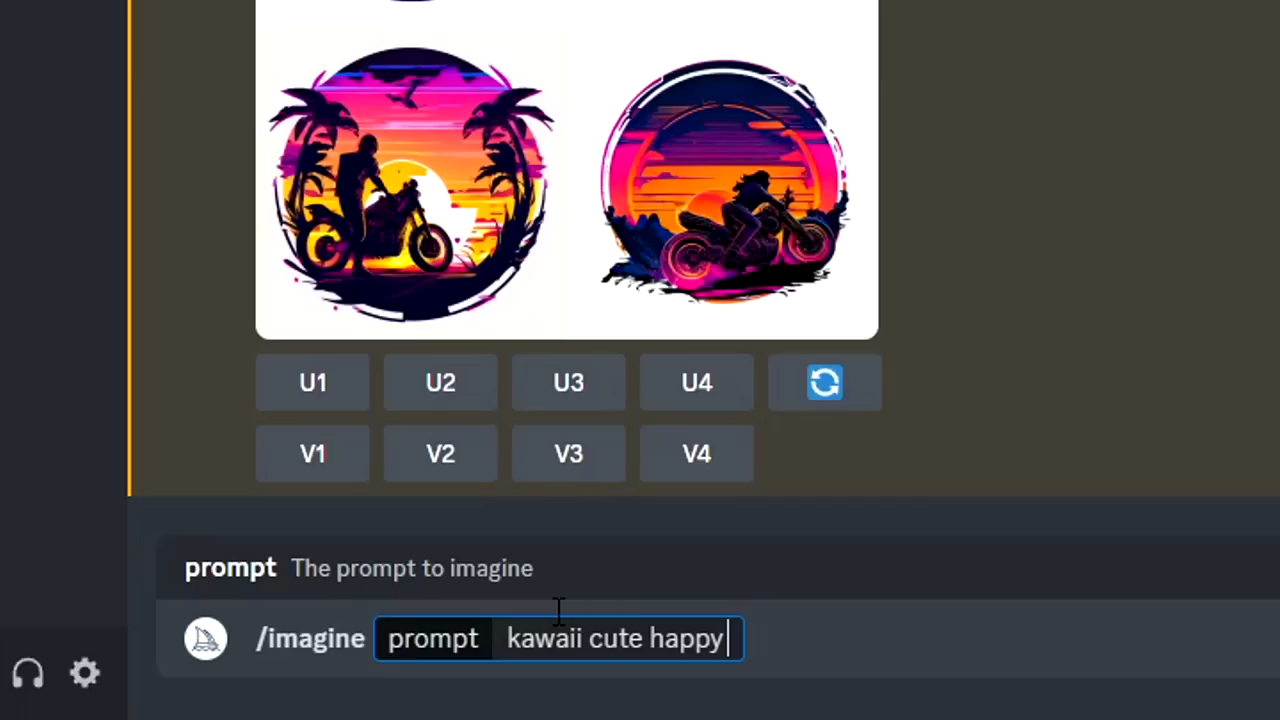 U1 U2 U3 U4
V1 V2 V3 V4
prompt The prompt to imagine
/imagine prompt kawaii cute happy